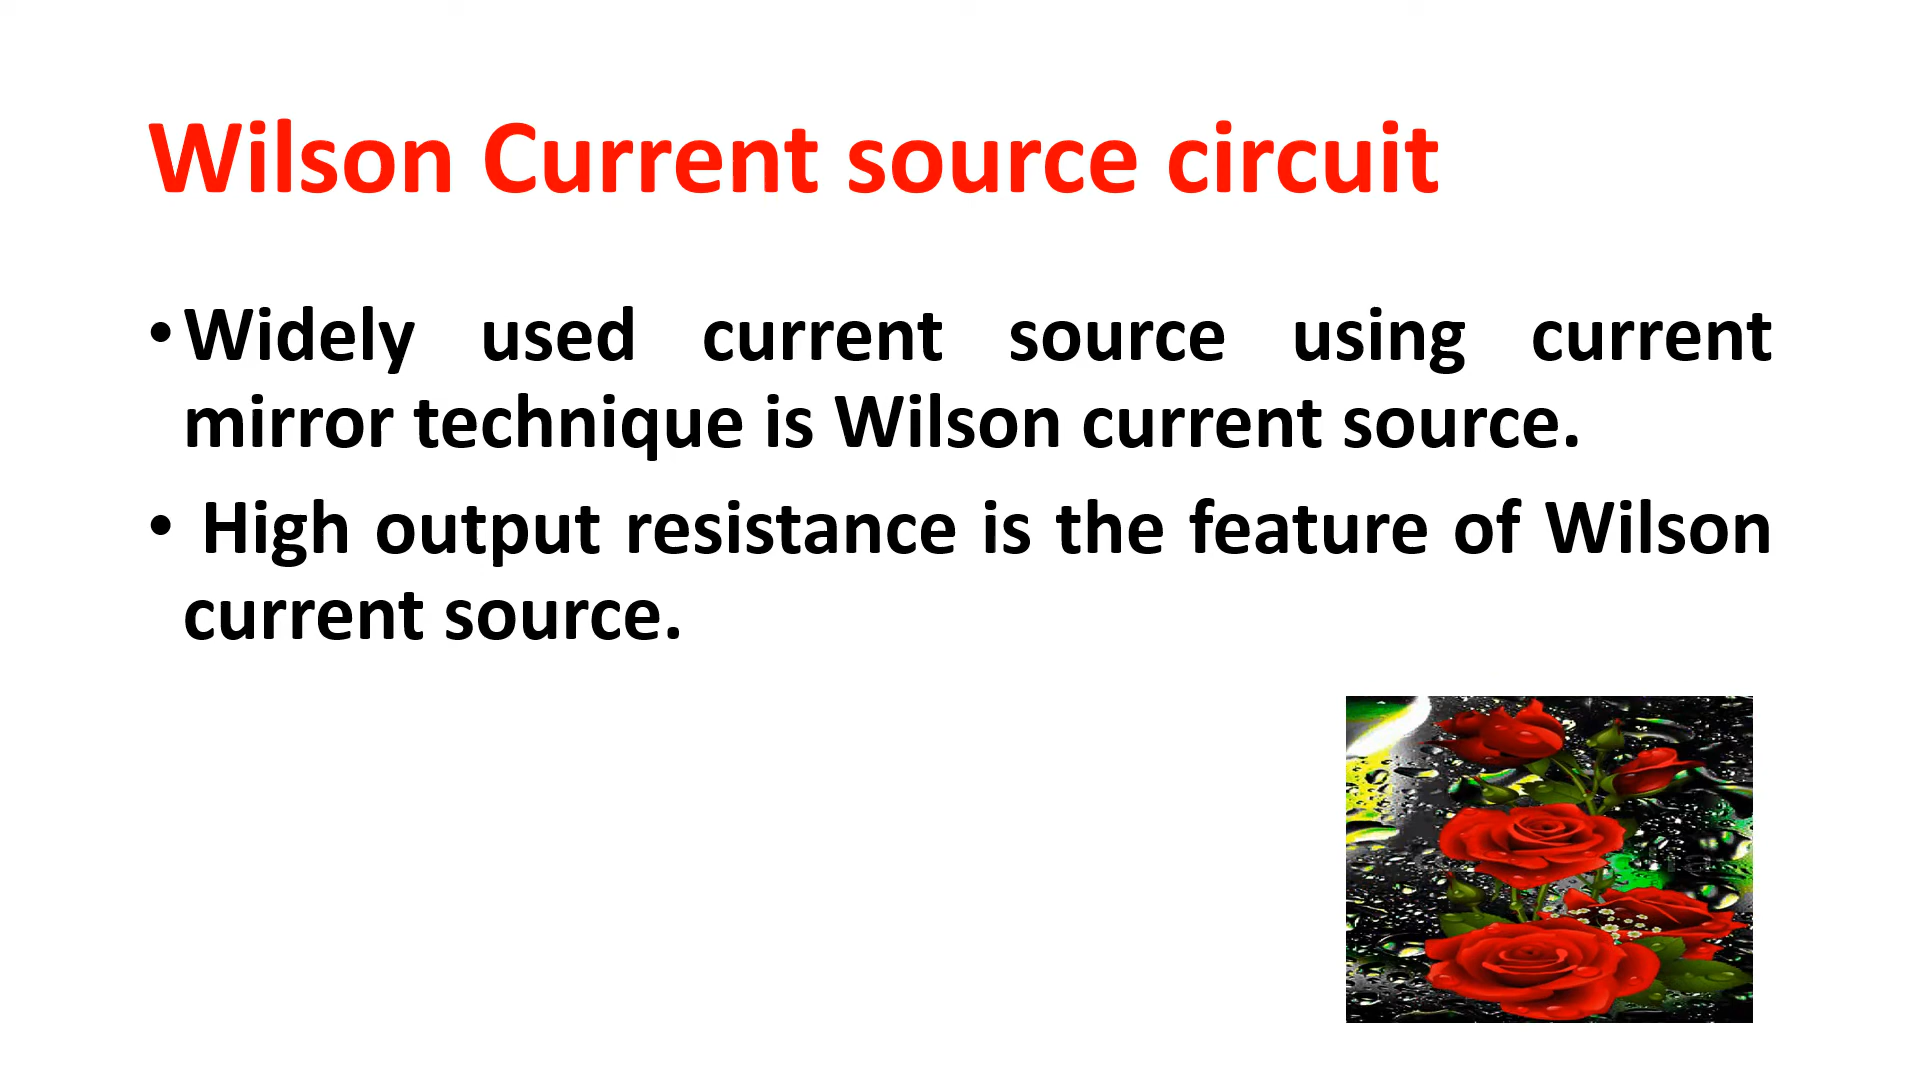 Wilson Current source circuit
• Widely used current source using current
mirror technique is Wilson current source.
• High output resistance is the feature of Wilson
current source.